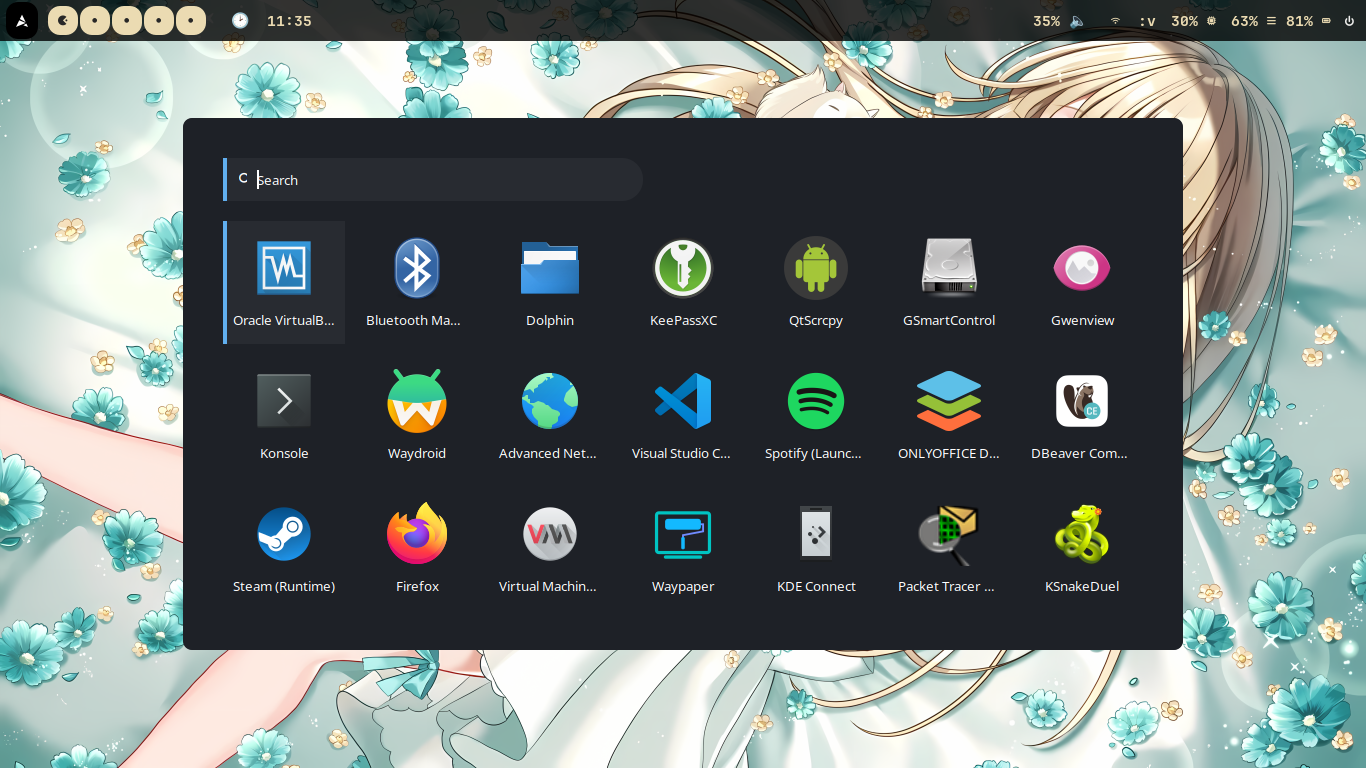 11:35
35%
:v
30%
63%
81%
Search
Oracle VirtualB...
Bluetooth Ma...
Dolphin
KeePassXC
QtScrcpy
GSmartControl
Gwenview
Konsole
Waydroid
Advanced Net...
Visual Studio C...
Spotify (Launc...
ONLYOFFICE D...
CE
DBeaver Com...
Steam (Runtime)
Firefox
Virtual Machin...
Waypaper
KDE Connect
Packet Tracer ...
KSnakeDuel